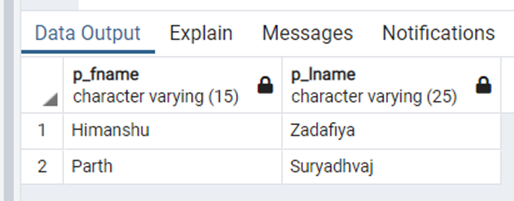 Data Output Explain Messages Notifications
p_fname p_lname
character varying (15) character varying (25)
1 Himanshu Zadafiya
2 Parth Suryadhvaj